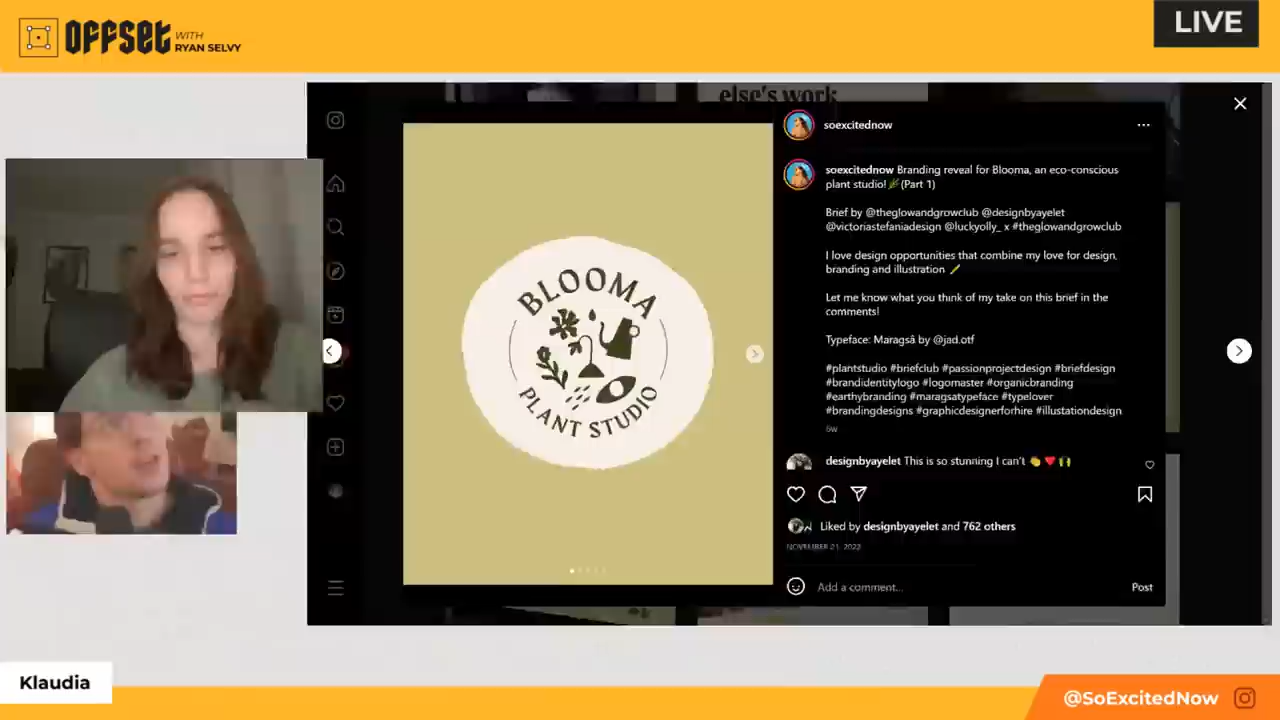 OFFSET
WITH
RYAN SELVY
LIVE
else's work
soexcitednow
soexcitednow Branding reveal for Blooma, an eco-conscious
plant studio!🌿(Part 1)
Brief by @theglowandgrowclub @designbyayelet
@victoriastefaniadesign @luckyolly_ x #theglowandgrowclub
I love design opportunities that combine my love for design,
branding and illustration
Let me know what you think of my take on this brief in the
comments!
Typeface: Maragsâ by @jad.otf
#plantstudio #briefclub #passionprojectdesign #briefdesign
#brandidentitylogo #logomaster #organicbranding
#earthybranding #maragsatypeface #typelover
#brandingdesigns #graphicdesignerforhire #illustationdesign
6w
designbyayelet This is so stunning I can't 👏❤️🙌
Liked by designbyayelet and 762 others
NOVEMBER 21, 2022
Add a comment...
Post
BLOOMA
PLANT STUDIO
Klaudia
@SoExcitedNow